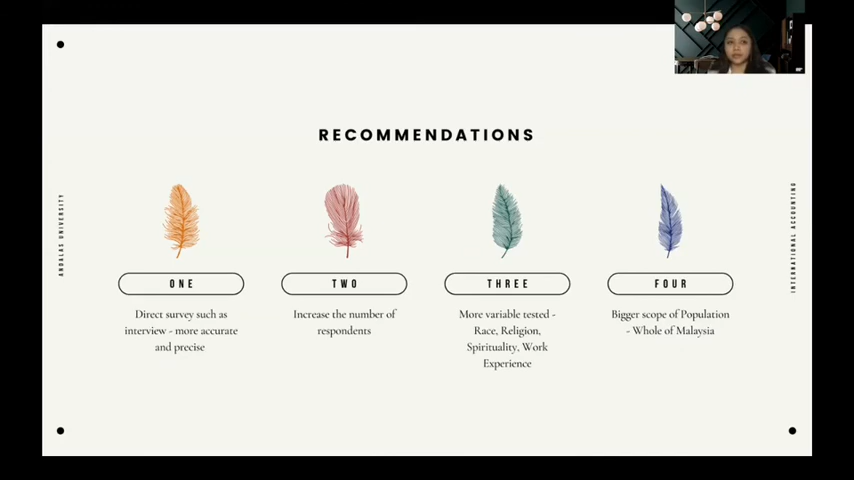 RECOMMENDATIONS
ANDALAS UNIVERSITY
INTERNATIONAL ACCOUNTING
ONE
Direct survey such as
interview - more accurate
and precise
TWO
Increase the number of
respondents
THREE
More variable tested -
Race, Religion,
Spirituality, Work
Experience
FOUR
Bigger scope of Population
- Whole of Malaysia